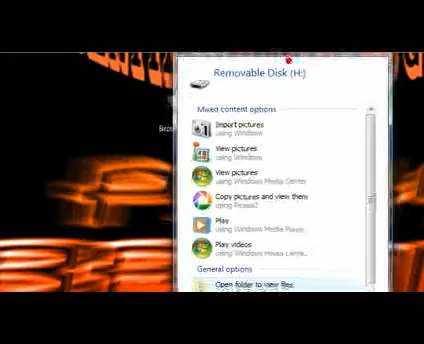 Removable Disk (H:)
Mixed content options
Import pictures
using Windows
View pictures
using Windows
View pictures
using Windows Media Center
Copy pictures and view them
using Picasa2
Play
using Windows Media Player
Play videos
using Windows Media Center
General options
Open folder to view files